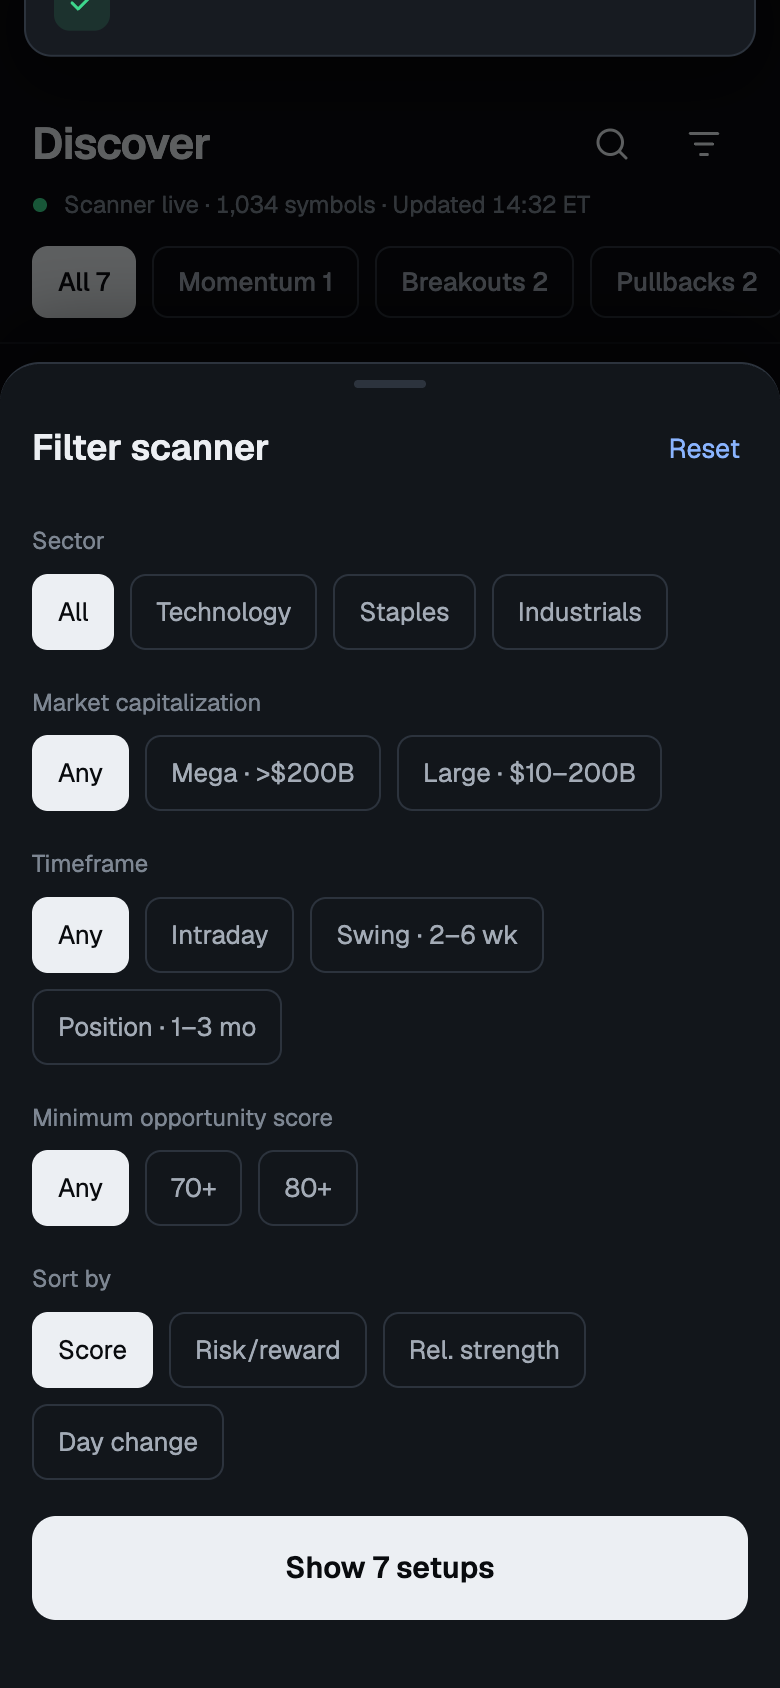 Discover
Scanner live · 1,034 symbols · Updated 14:32 ET
All 7 Momentum 1 Breakouts 2 Pullbacks 2
Filter scanner Reset
Sector
All Technology Staples Industrials
Market capitalization
Any Mega · >$200B Large · $10–200B
Timeframe
Any Intraday Swing · 2–6 wk
Position · 1–3 mo
Minimum opportunity score
Any 70+ 80+
Sort by
Score Risk/reward Rel. strength
Day change
Show 7 setups